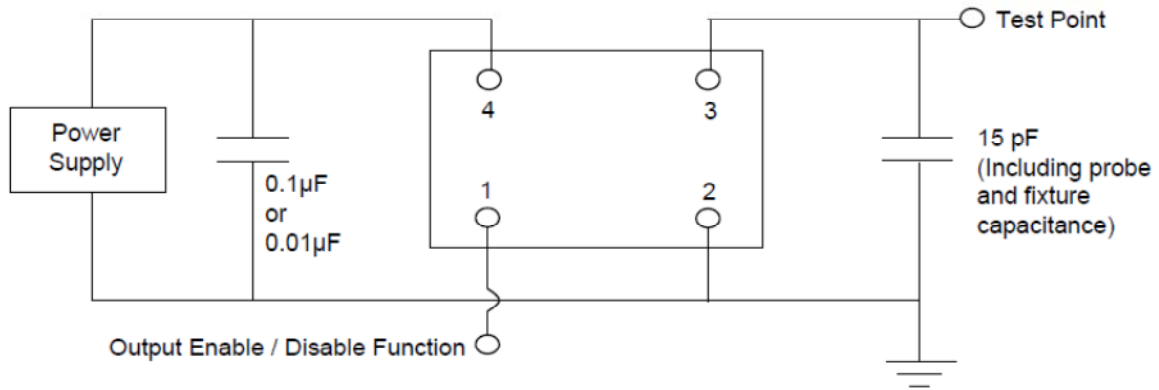 Test Point
4
3
Power
Supply
15 pF
(Including probe
and fixture
capacitance)
0.1µF
or
0.01µF
1
2
Output Enable / Disable Function